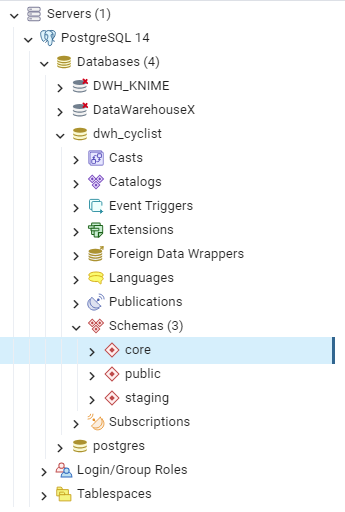 Servers (1)
PostgreSQL 14
Databases (4)
DWH_KNIME
DataWarehouseX
dwh_cyclist
Casts
Catalogs
Event Triggers
Extensions
Foreign Data Wrappers
Languages
Publications
Schemas (3)
core
public
staging
Subscriptions
postgres
Login/Group Roles
Tablespaces